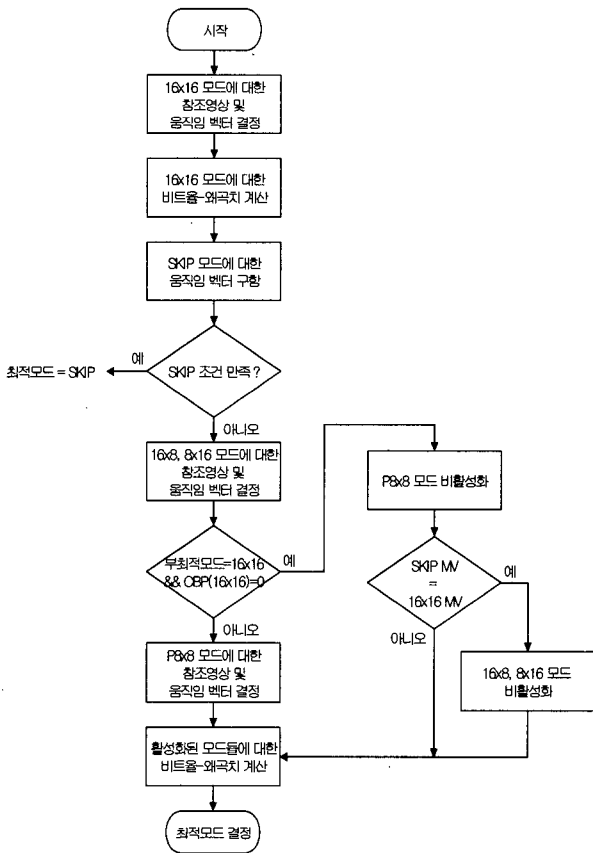 시작
16x16 모드에 대한
참조영상 및
움직임 벡터 결정
16x16 모드에 대한
비트율-왜곡치 계산
SKIP 모드에 대한
움직임 벡터 구함
SKIP 조건 만족 ?
예
최적모드 = SKIP
아니오
16x8, 8x16 모드에 대한
참조영상 및
움직임 벡터 결정
부최적모드=16x16
&& CBP(16x16)=0
예
아니오
P8x8 모드 비활성화
SKIP MV
=
16x16 MV
예
아니오
16x8, 8x16 모드
비활성화
P8x8 모드에 대한
참조영상 및
움직임 벡터 결정
활성화된 모드들에 대한
비트율-왜곡치 계산
최적모드 결정